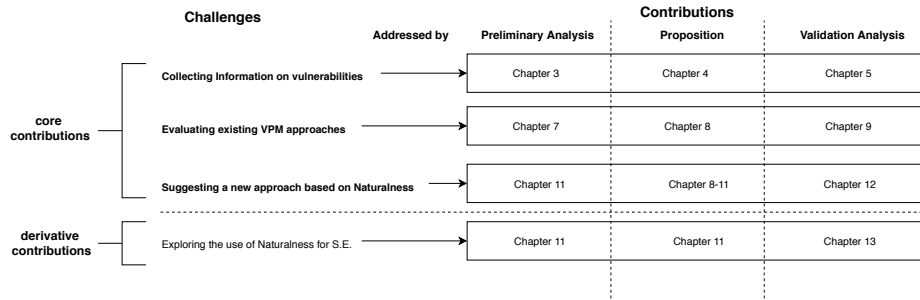 Challenges
Contributions
Addressed by
Preliminary Analysis
Proposition
Validation Analysis
core
contributions
Collecting Information on vulnerabilities
Chapter 3
Chapter 4
Chapter 5
Evaluating existing VPM approaches
Chapter 7
Chapter 8
Chapter 9
Suggesting a new approach based on Naturalness
Chapter 11
Chapter 8-11
Chapter 12
derivative
contributions
Exploring the use of Naturalness for S.E.
Chapter 11
Chapter 11
Chapter 13